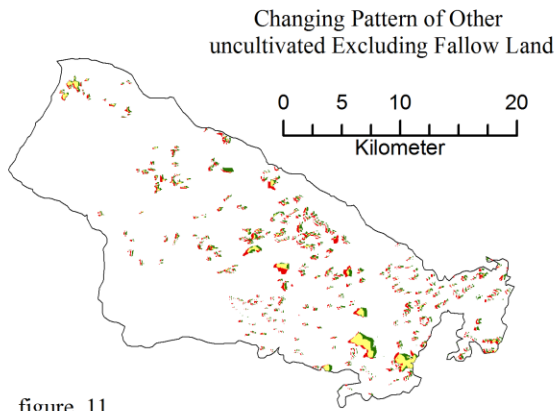 Changing Pattern of Other
uncultivated Excluding Fallow Land
0 5 10 20
Kilometer
figure 11